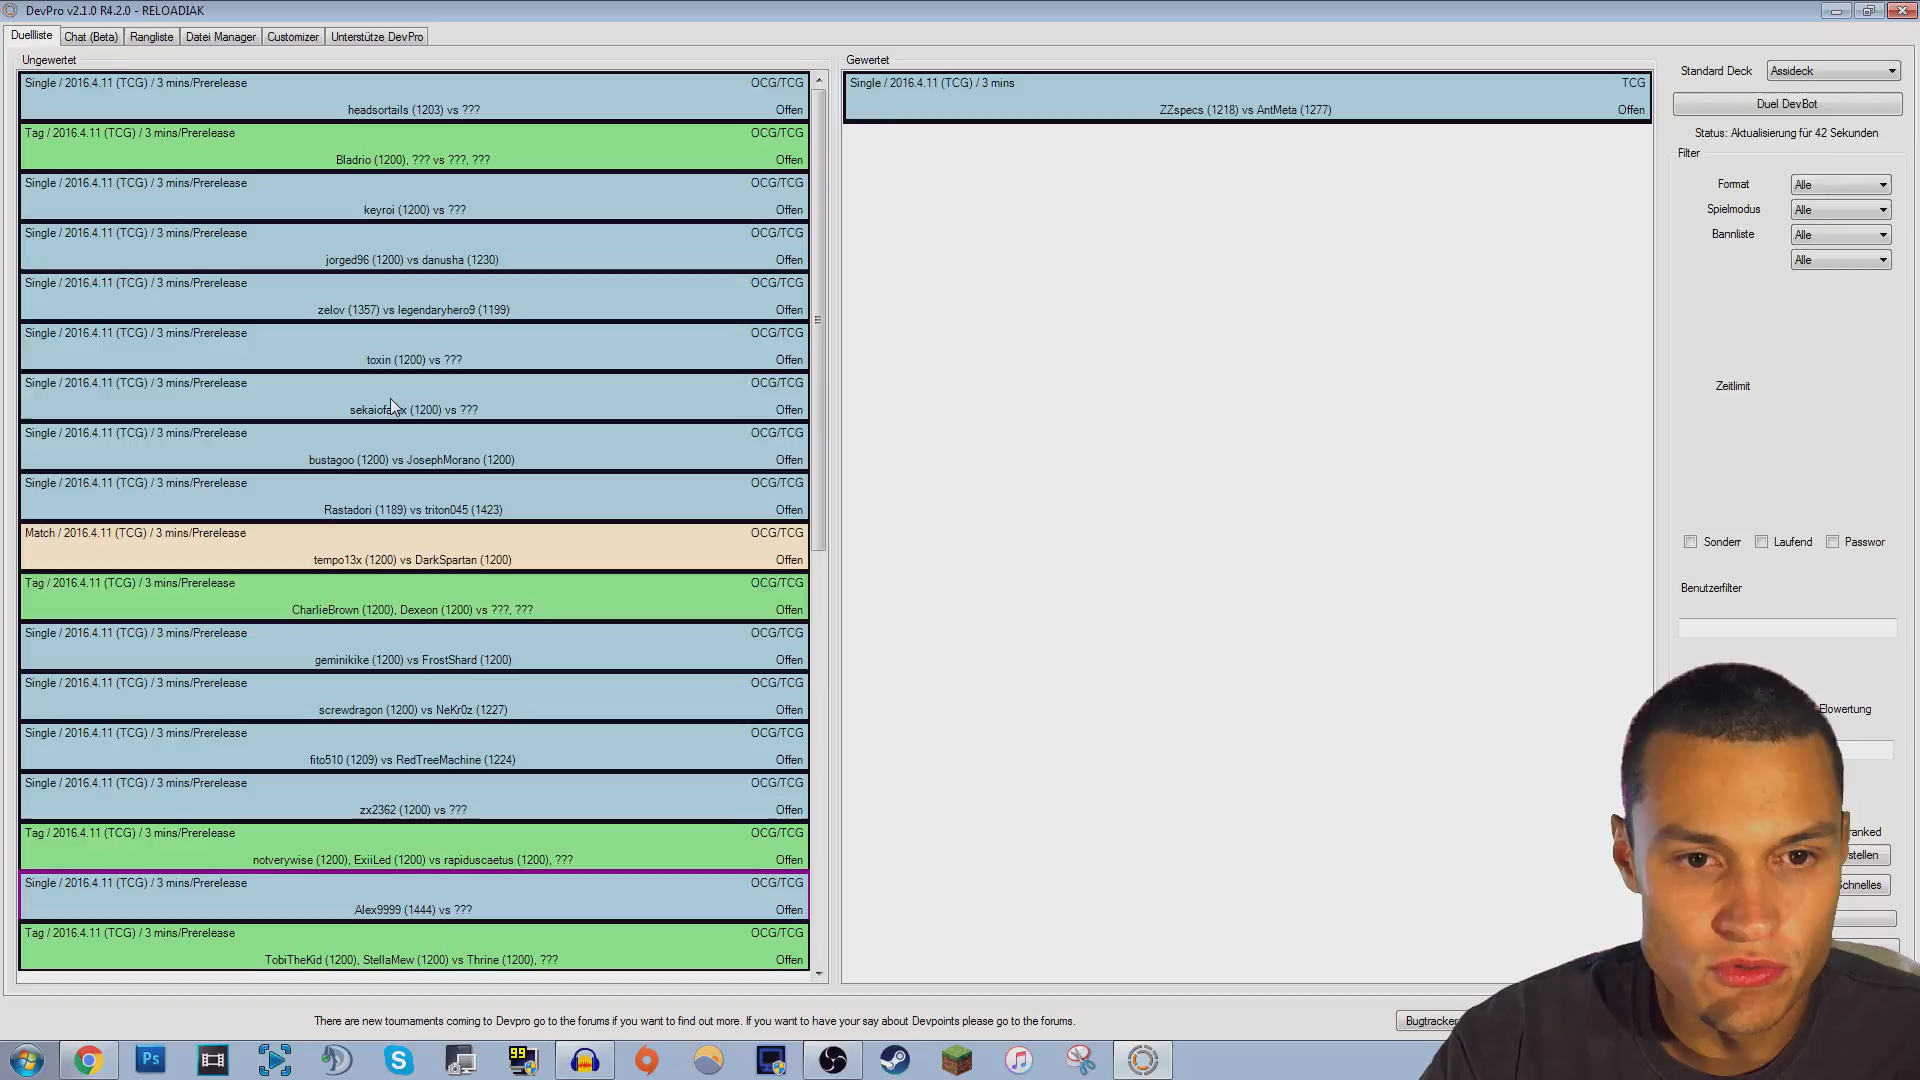 DevPro v2.1.0 R4.2.0 - RELOADIAK
Duellliste Chat (Beta) Rangliste Datei Manager Customizer Unterstütze DevPro
Ungewertet
Single / 2016.4.11 (TCG) / 3 mins/Prerelease OCG/TCG
headsortails (1203) vs ??? Offen
Tag / 2016.4.11 (TCG) / 3 mins/Prerelease OCG/TCG
Bladrio (1200), ??? vs ???, ??? Offen
Single / 2016.4.11 (TCG) / 3 mins/Prerelease OCG/TCG
keyroi (1200) vs ??? Offen
Single / 2016.4.11 (TCG) / 3 mins/Prerelease OCG/TCG
jorged96 (1200) vs danusha (1230) Offen
Single / 2016.4.11 (TCG) / 3 mins/Prerelease OCG/TCG
zelov (1357) vs legendaryhero9 (1199) Offen
Single / 2016.4.11 (TCG) / 3 mins/Prerelease OCG/TCG
toxin (1200) vs ??? Offen
Single / 2016.4.11 (TCG) / 3 mins/Prerelease OCG/TCG
(1200) vs ??? Offen
Single / 2016.4.11 (TCG) / 3 mins/Prerelease OCG/TCG
bustagoo (1200) vs JosephMorano (1200) Offen
Single / 2016.4.11 (TCG) / 3 mins/Prerelease OCG/TCG
Rastadori (1189) vs triton045 (1423) Offen
Match / 2016.4.11 (TCG) / 3 mins/Prerelease OCG/TCG
tempo13x (1200) vs DarkSpartan (1200) Offen
Tag / 2016.4.11 (TCG) / 3 mins/Prerelease OCG/TCG
CharlieBrown (1200), Dexeon (1200) vs ???, ??? Offen
Single / 2016.4.11 (TCG) / 3 mins/Prerelease OCG/TCG
geminikike (1200) vs FrostShard (1200) Offen
Single / 2016.4.11 (TCG) / 3 mins/Prerelease OCG/TCG
screwdragon (1200) vs NeKr0z (1227) Offen
Single / 2016.4.11 (TCG) / 3 mins/Prerelease OCG/TCG
fito510 (1209) vs RedTreeMachine (1224) Offen
Single / 2016.4.11 (TCG) / 3 mins/Prerelease OCG/TCG
zx2362 (1200) vs ??? Offen
Tag / 2016.4.11 (TCG) / 3 mins/Prerelease OCG/TCG
notverywise (1200), ExiiLed (1200) vs rapiduscaetus (1200), ??? Offen
Single / 2016.4.11 (TCG) / 3 mins/Prerelease OCG/TCG
Alex9999 (1444) vs ??? Offen
Tag / 2016.4.11 (TCG) / 3 mins/Prerelease OCG/TCG
TobiTheKid (1200), StellaMew (1200) vs Thrine (1200), ??? Offen
Gewertet
Single / 2016.4.11 (TCG) / 3 mins TCG
ZZspecs (1218) vs AntMeta (1277) Offen
Standard Deck Assideck
Duel DevBot
Status: Aktualisierung für 42 Sekunden
Filter
Format Alle
Spielmodus Alle
Bannliste Alle
Alle
Zeitlimit
Sonderr Laufend Passwor
Benutzerfilter
Elowertung
ranked
stellen
Schnelles
There are new tournaments coming to Devpro go to the forums if you want to find out more. If you want to have your say about Devpoints please go to the forums.
Bugtracker
Ps
99